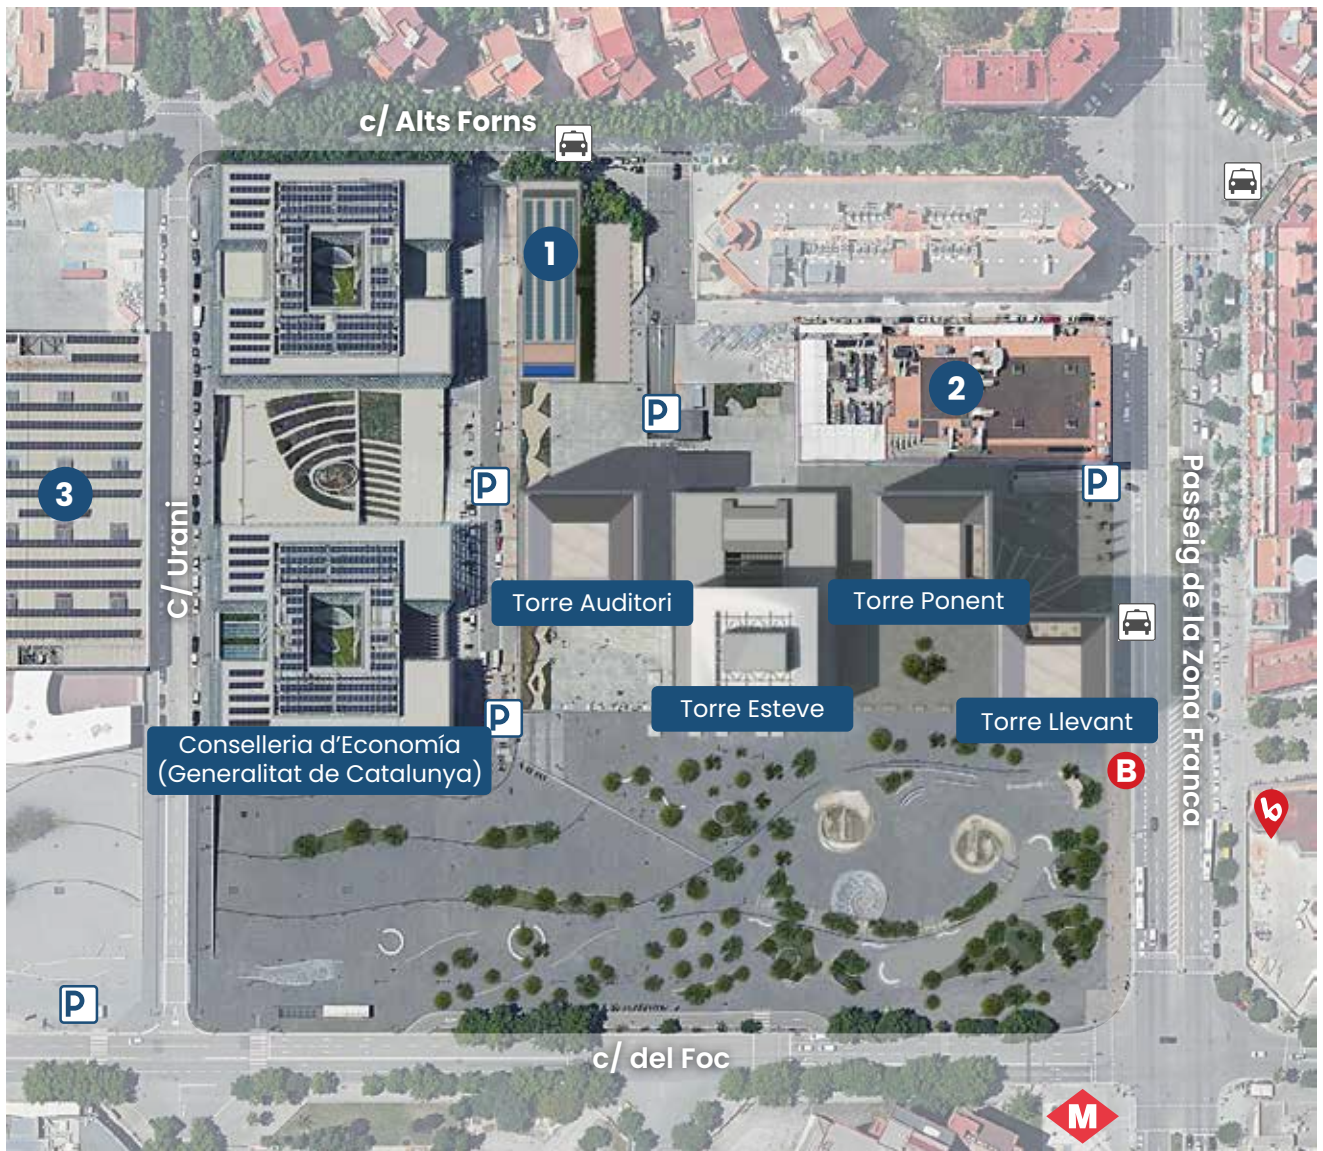 c/ Alts Forns
1
2
P
3
P
P
C/ Urani
Passeig de la Zona Franca
Torre Auditori
Torre Ponent
Torre Esteve
Torre Llevant
P
Conselleria d’Economía
(Generalitat de Catalunya)
B
b
P
c/ del Foc
M